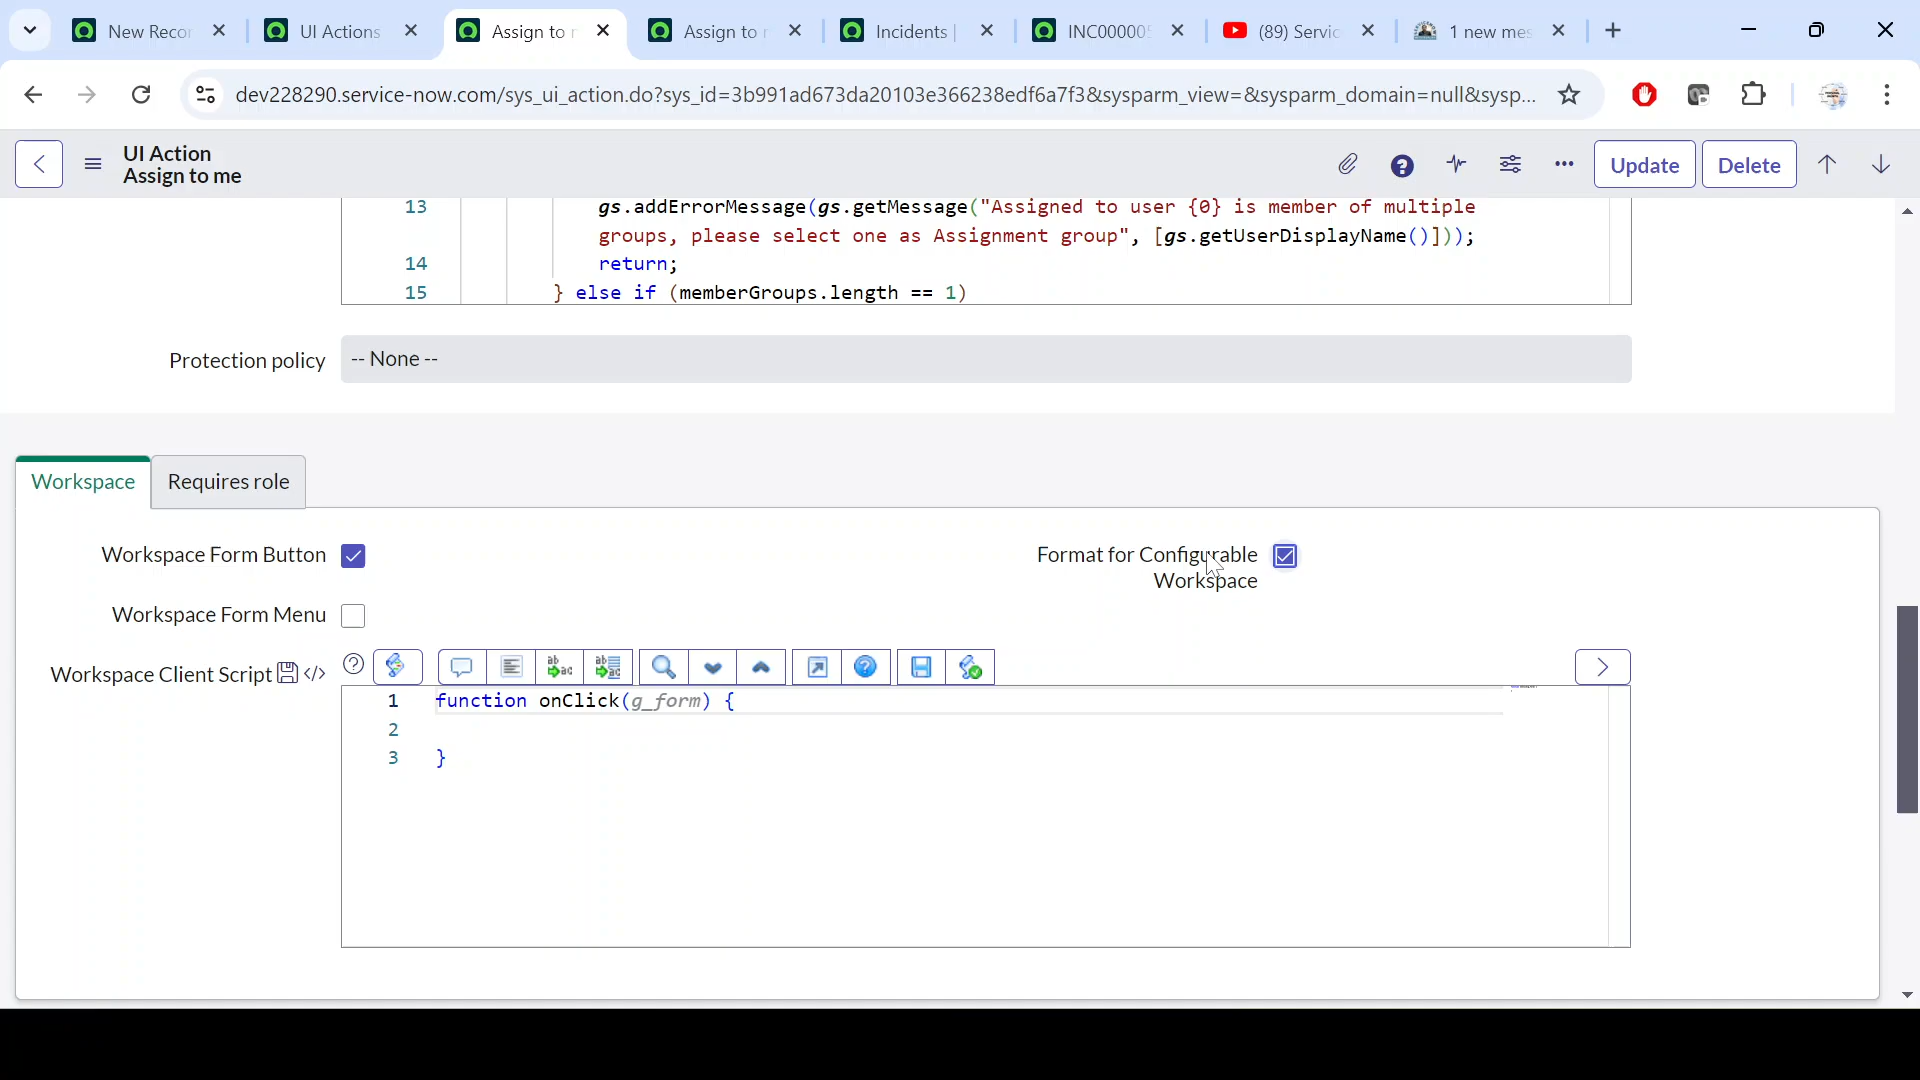 New Recor
UI Actions
Assign to r
Assign to r
Incidents |
INC000005
(89) Servic
1 new mes
dev228290.service-now.com/sys_ui_action.do?sys_id=3b991ad673da20103e366238edf6a7f3&sysparm_view=&sysparm_domain=null&sysp...
UI Action
Assign to me
Update
Delete
13 gs.addErrorMessage(gs.getMessage("Assigned to user {0} is member of multiple
groups, please select one as Assignment group", [gs.getUserDisplayName()]));
14 return;
15 } else if (memberGroups.length == 1)
Protection policy
-- None --
Workspace
Requires role
Workspace Form Button
Format for Configurable
Workspace
Workspace Form Menu
Workspace Client Script
1 function onClick(g_form) {
2
3 }